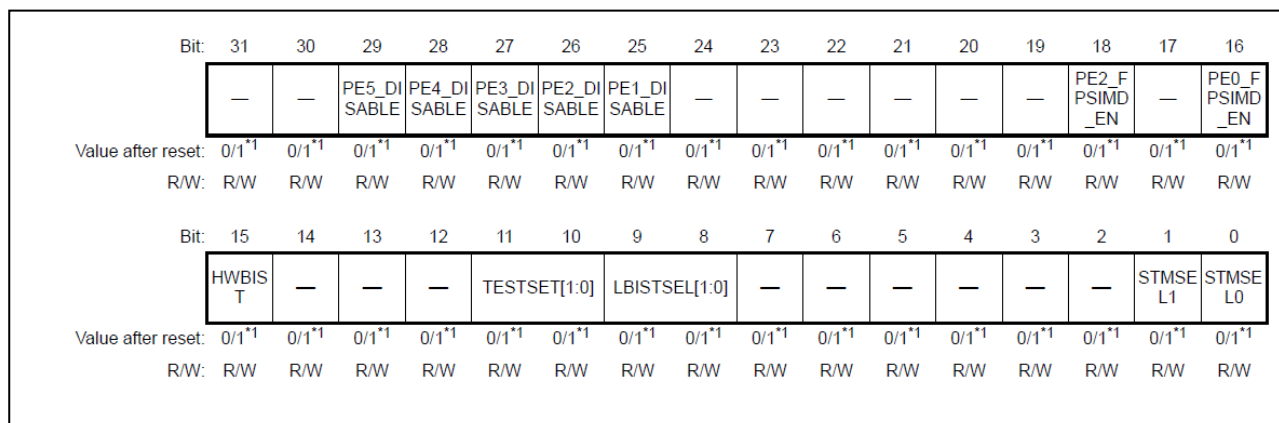 Bit: 31 30 29 28 27 26 25 24 23 22 21 20 19 18 17 16
— — PE5_DI PE4_DI PE3_DI PE2_DI PE1_DI — — — — — — PE2_F — PE0_F
SABLE SABLE SABLE SABLE SABLE PSIMD PSIMD
_EN _EN
Value after reset: 0/1*1 0/1*1 0/1*1 0/1*1 0/1*1 0/1*1 0/1*1 0/1*1 0/1*1 0/1*1 0/1*1 0/1*1 0/1*1 0/1*1 0/1*1 0/1*1
R/W: R/W R/W R/W R/W R/W R/W R/W R/W R/W R/W R/W R/W R/W R/W R/W R/W
Bit: 15 14 13 12 11 10 9 8 7 6 5 4 3 2 1 0
HWBIS — — — TESTSET[1:0] LBISTSEL[1:0] — — — — — — STMSE STMSE
T L1 L0
Value after reset: 0/1*1 0/1*1 0/1*1 0/1*1 0/1*1 0/1*1 0/1*1 0/1*1 0/1*1 0/1*1 0/1*1 0/1*1 0/1*1 0/1*1 0/1*1 0/1*1
R/W: R/W R/W R/W R/W R/W R/W R/W R/W R/W R/W R/W R/W R/W R/W R/W R/W